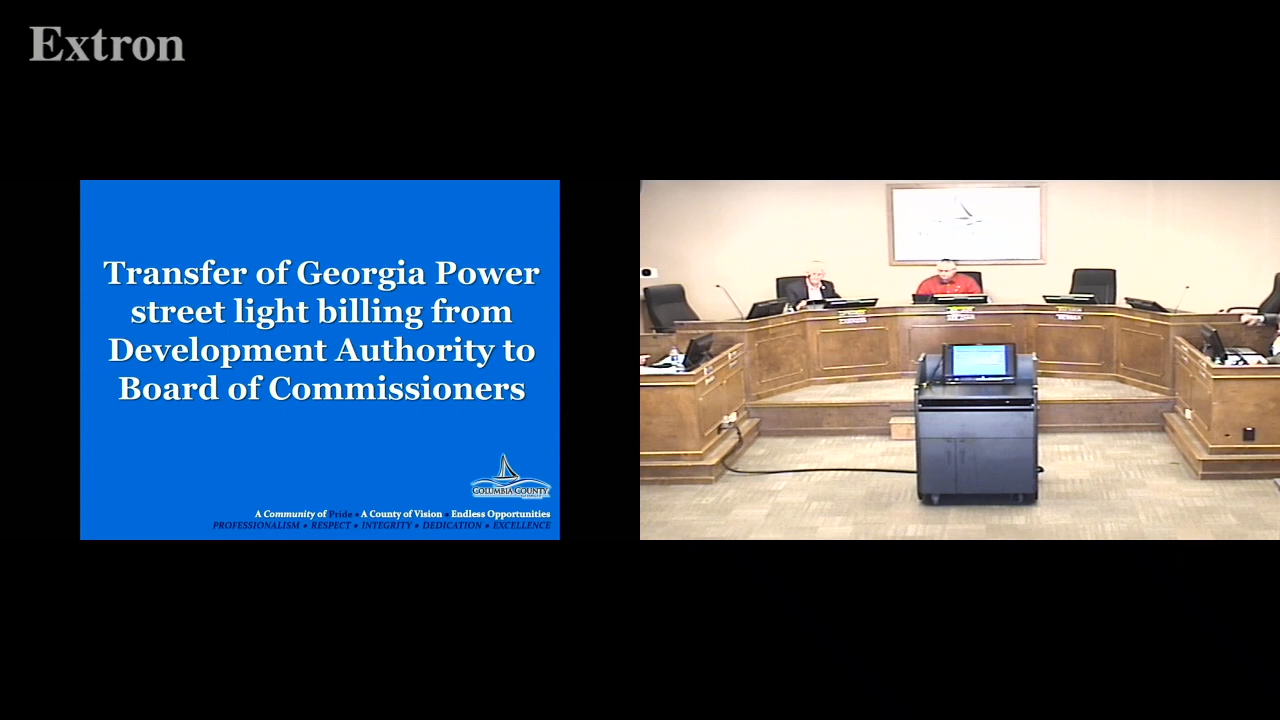 Extron
Transfer of Georgia Power
street light billing from
Development Authority to
Board of Commissioners
COLUMBIA COUNTY
A Community of Pride • A County of Vision • Endless Opportunities
PROFESSIONALISM • RESPECT • INTEGRITY • DEDICATION • EXCELLENCE